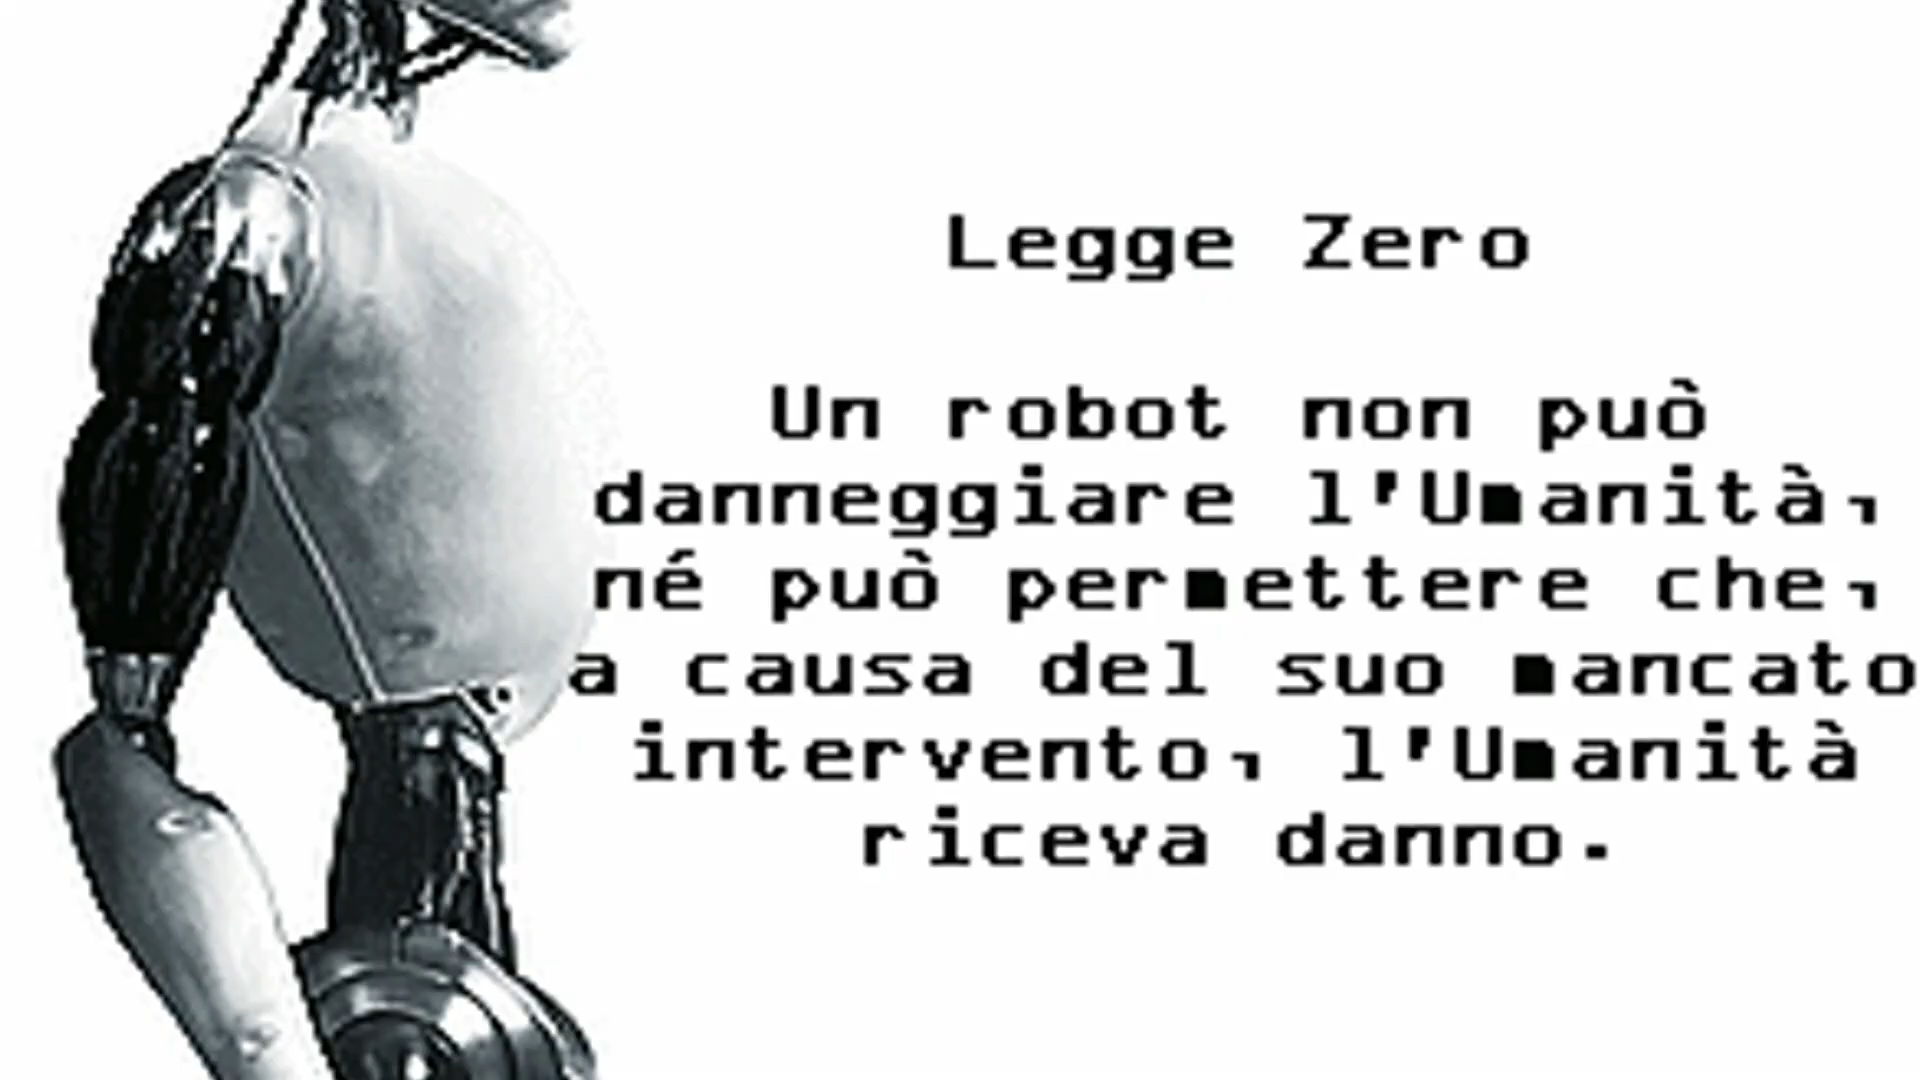 Legge Zero
Un robot non può
danneggiare l'Umanità,
né può permettere che,
a causa del suo mancato
intervento, l'Umanità
riceva danno.